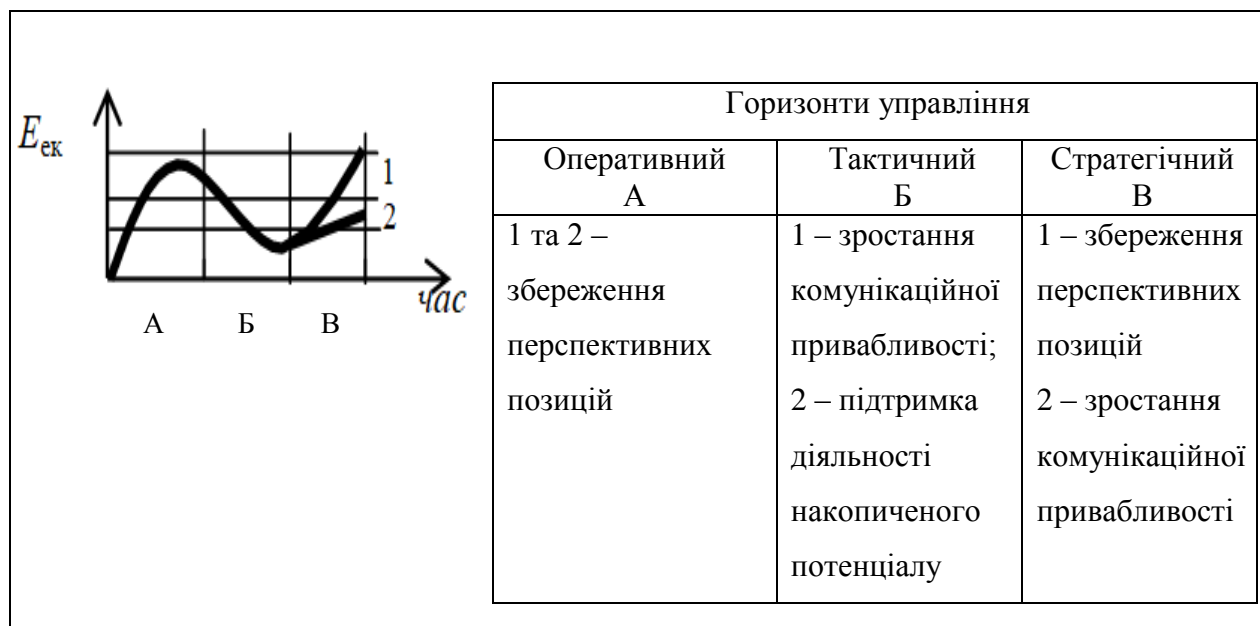 Eек
1
2
час
А Б В
Горизонти управління
Оперативний
А
Тактичний
Б
Стратегічний
В
1 та 2 –
збереження
перспективних
позицій
1 – зростання
комунікаційної
привабливості;
2 – підтримка
діяльності
накопиченого
потенціалу
1 – збереження
перспективних
позицій
2 – зростання
комунікаційної
привабливості